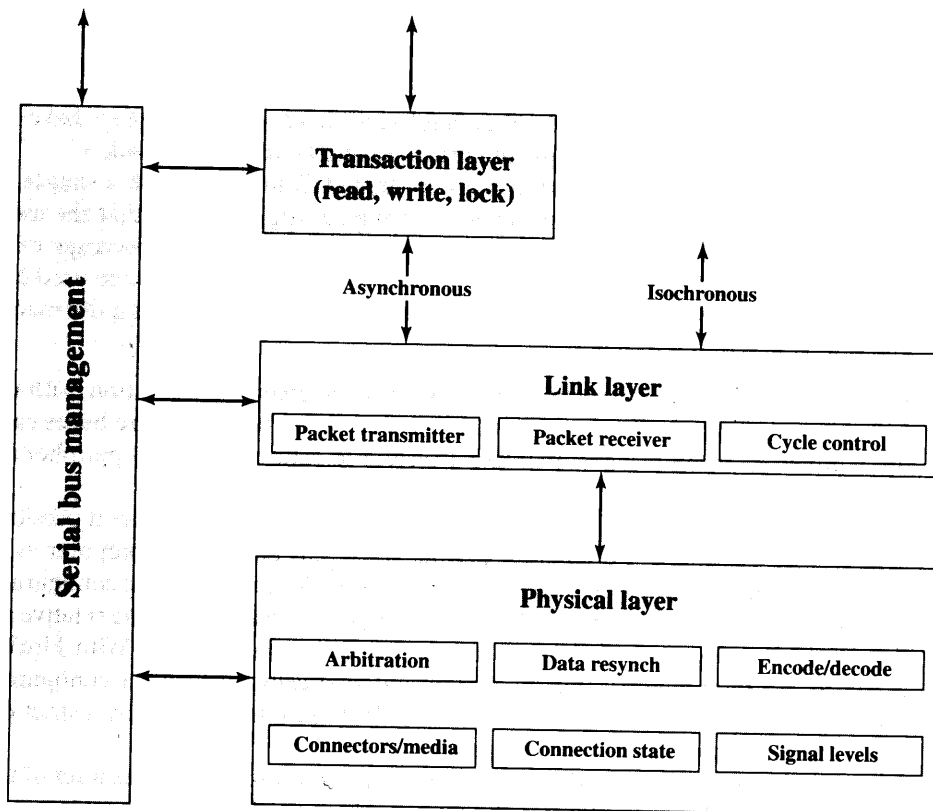 Transaction layer
(read, write, lock)
Asynchronous
Isochronous
Serial bus management
Link layer
Packet transmitter
Packet receiver
Cycle control
Physical layer
Arbitration
Data resynch
Encode/decode
Connectors/media
Connection state
Signal levels